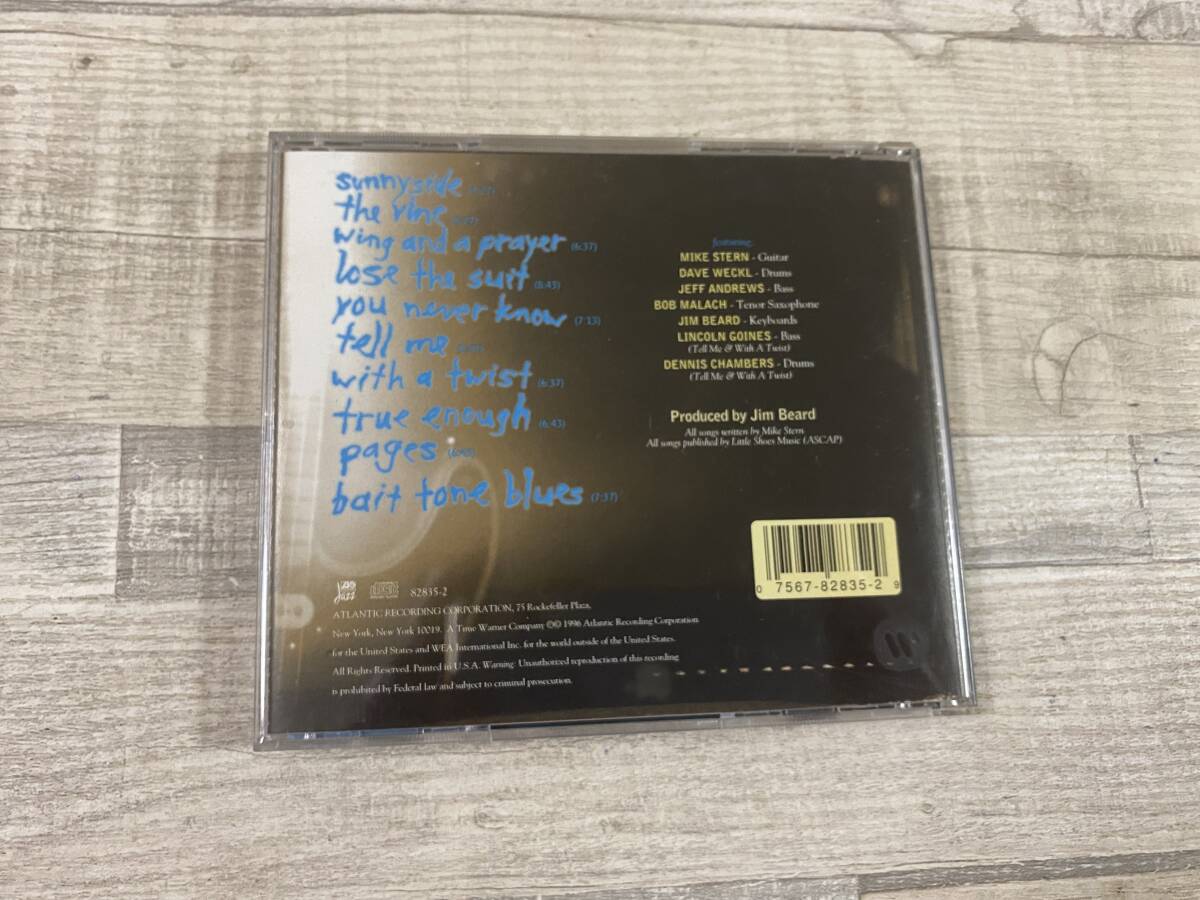 sunnyside
the vine
wing and a prayer (6:37)
lose the suit (8:43)
you never know (7:13)
tell me
with a twist (6:37)
true enough (6:43)
pages
bait tone blues (7:37)
featuring:
MIKE STERN - Guitar
DAVE WECKL - Drums
JEFF ANDREWS - Bass
BOB MALACH - Tenor Saxophone
JIM BEARD - Keyboards
LINCOLN GOINES - Bass
(Tell Me & With A Twist)
DENNIS CHAMBERS - Drums
(Tell Me & With A Twist)
Produced by Jim Beard
All songs written by Mike Stern
All songs published by Little Shoes Music (ASCAP)
0 7567-82835-2 9
Jazz
82835-2
ATLANTIC RECORDING CORPORATION, 75 Rockefeller Plaza,
New York, New York 10019. A Time Warner Company ©℗ 1996 Atlantic Recording Corporation
for the United States and WEA International Inc. for the world outside of the United States.
All Rights Reserved. Printed in U.S.A. Warning: Unauthorized reproduction of this recording
is prohibited by Federal law and subject to criminal prosecution.